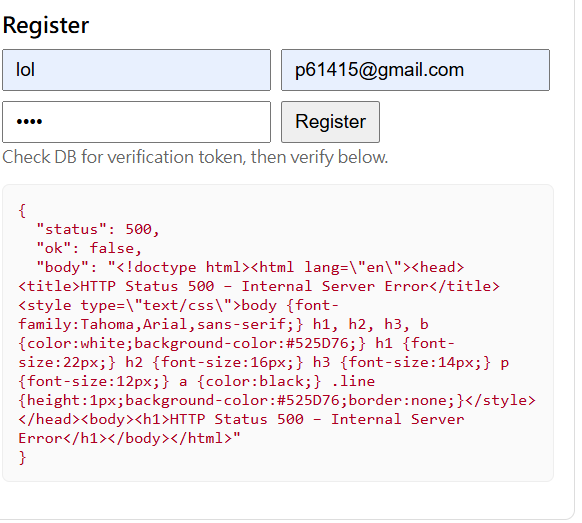 Register
lol
p61415@gmail.com
••••
Register
Check DB for verification token, then verify below.
{
  "status": 500,
  "ok": false,
  "body": "<!doctype html><html lang=\"en\"><head>
<title>HTTP Status 500 – Internal Server Error</title>
<style type=\"text/css\">body {font-
family:Tahoma,Arial,sans-serif;} h1, h2, h3, b
{color:white;background-color:#525D76;} h1 {font-
size:22px;} h2 {font-size:16px;} h3 {font-size:14px;} p
{font-size:12px;} a {color:black;} .line
{height:1px;background-color:#525D76;border:none;}</style>
</head><body><h1>HTTP Status 500 – Internal Server
Error</h1></body></html>"
}